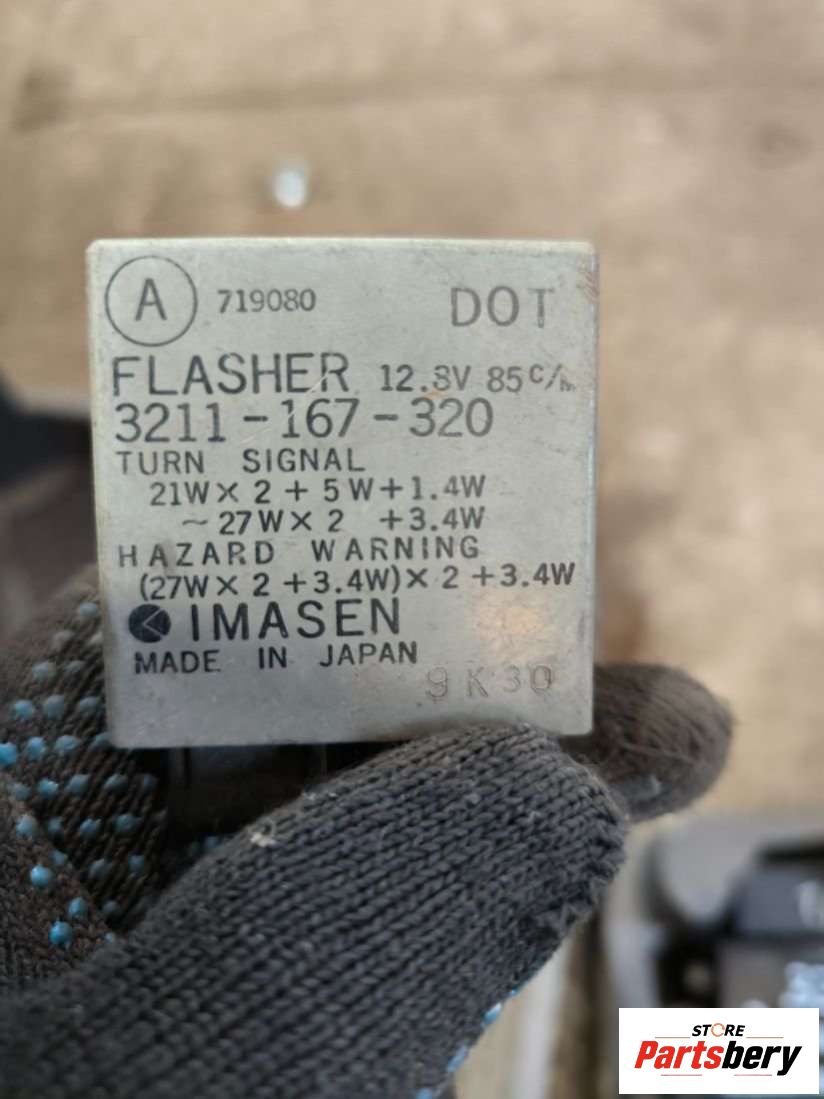 A 719080 DOT
FLASHER 12.8V 85C/M
3211-167-320
TURN SIGNAL
21W×2+5W+1.4W
~27W×2 +3.4W
HAZARD WARNING
(27W×2+3.4W)×2+3.4W
IMASEN
MADE IN JAPAN
9K30
STORE
Partsbery